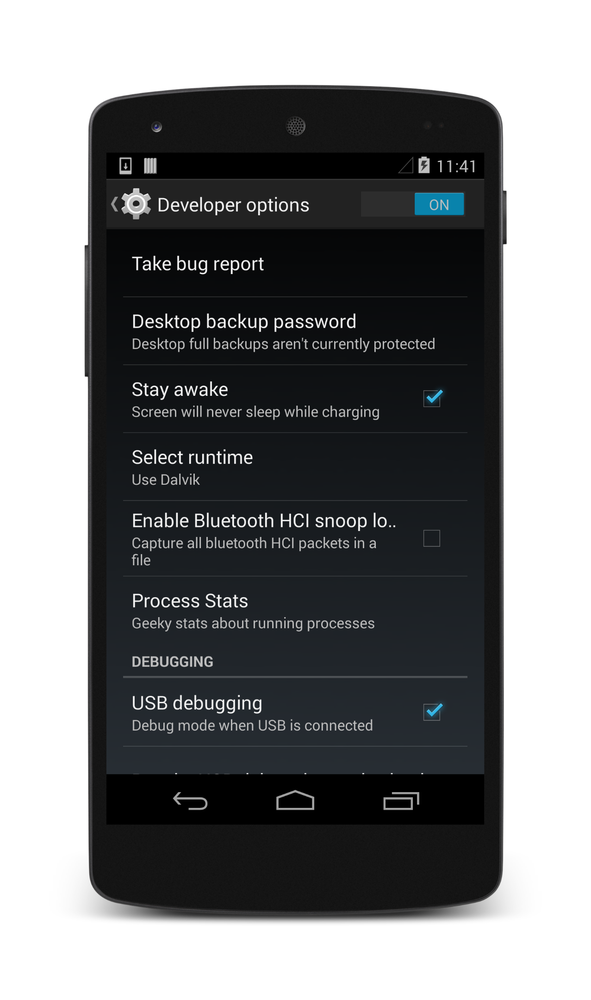 11:41
Developer options
ON
Take bug report
Desktop backup password
Desktop full backups aren't currently protected
Stay awake
Screen will never sleep while charging
Select runtime
Use Dalvik
Enable Bluetooth HCI snoop lo..
Capture all bluetooth HCI packets in a
file
Process Stats
Geeky stats about running processes
DEBUGGING
USB debugging
Debug mode when USB is connected